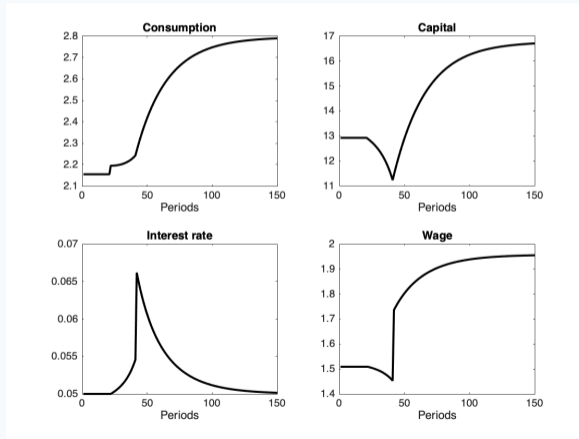 Consumption
2.8
2.7
2.6
2.5
2.4
2.3
2.2
2.1
0 50 100 150
Periods
Capital
17
16
15
14
13
12
11
0 50 100 150
Periods
Interest rate
0.07
0.065
0.06
0.055
0.05
0 50 100 150
Periods
Wage
2
1.9
1.8
1.7
1.6
1.5
1.4
0 50 100 150
Periods